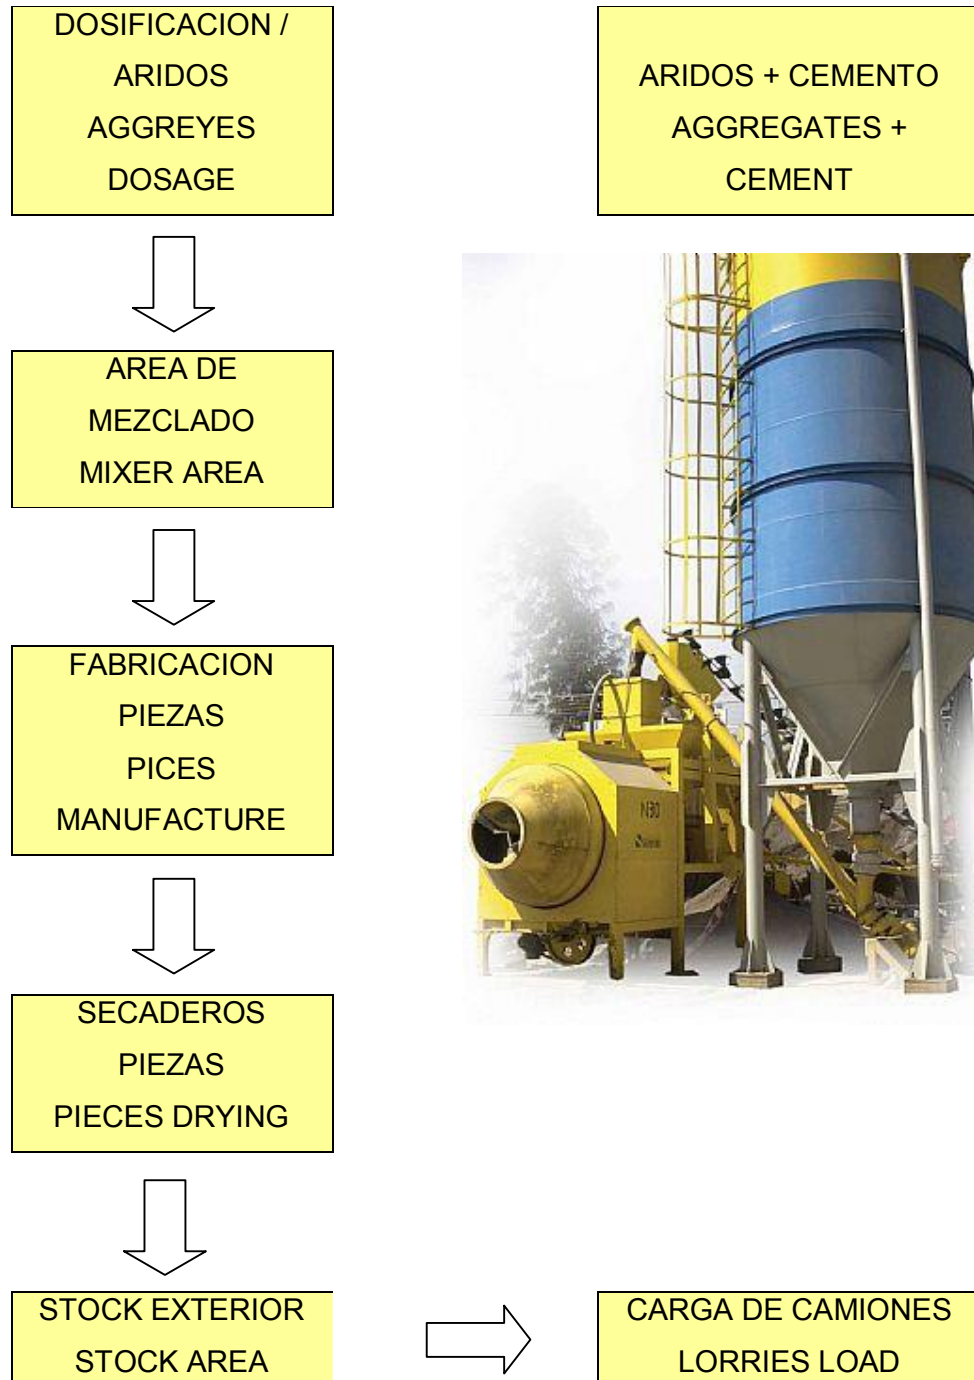 DOSIFICACION /
ARIDOS
AGGREYES
DOSAGE
ARIDOS + CEMENTO
AGGREGATES +
CEMENT
AREA DE
MEZCLADO
MIXER AREA
N30
FABRICACION
PIEZAS
PICES
MANUFACTURE
SECADEROS
PIEZAS
PIECES DRYING
STOCK EXTERIOR
STOCK AREA
CARGA DE CAMIONES
LORRIES LOAD